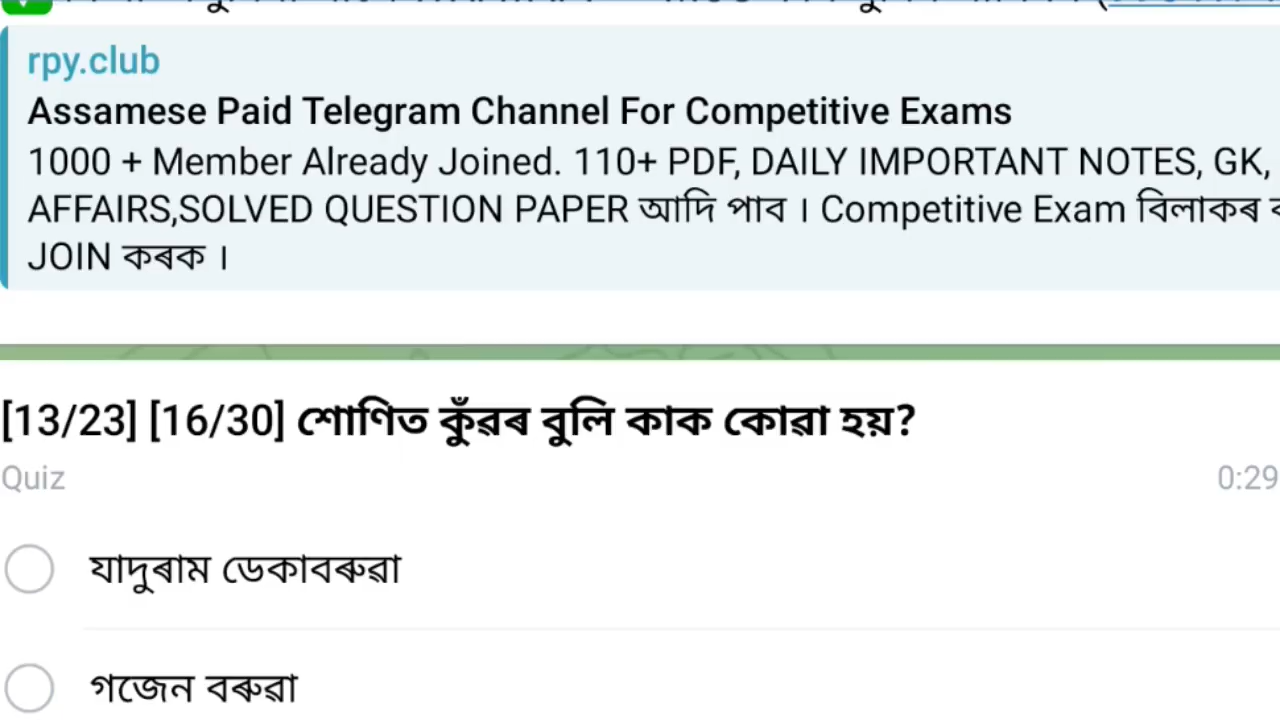 rpy.club
Assamese Paid Telegram Channel For Competitive Exams
1000 + Member Already Joined. 110+ PDF, DAILY IMPORTANT NOTES, GK,
AFFAIRS,SOLVED QUESTION PAPER আদি পাব । Competitive Exam বিলাকৰ
JOIN কৰক ।
[13/23] [16/30] শোণিত কুঁৱৰ বুলি কাক কোৱা হয়?
Quiz 0:29
যাদুৰাম ডেকাবৰুৱা
গজেন বৰুৱা